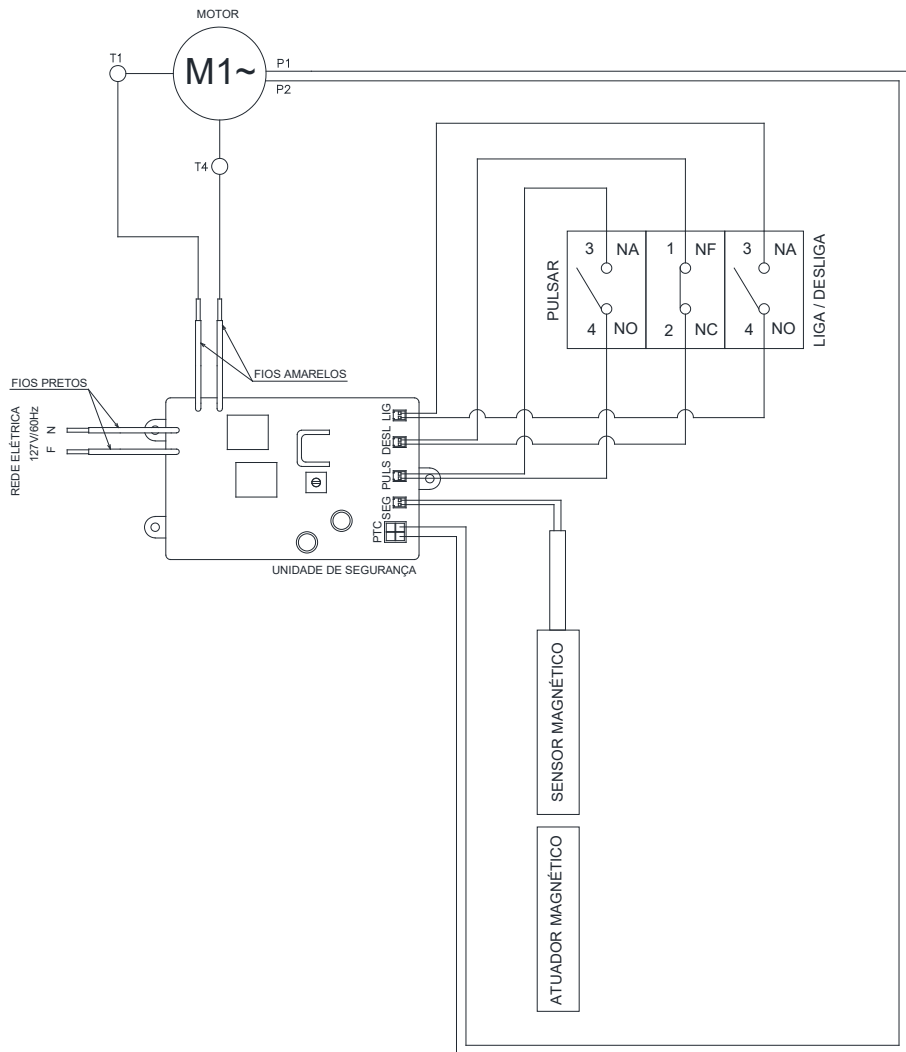 MOTOR
T1
M1~
P1
P2
T4
PULSAR
3 NA
4 NO
1 NF
2 NC
3 NA
4 NO
LIGA / DESLIGA
FIOS AMARELOS
FIOS PRETOS
REDE ELÉTRICA
127V/60Hz
F N
LIG
DESL
PULS
SEG
PTC
UNIDADE DE SEGURANÇA
SENSOR MAGNÉTICO
ATUADOR MAGNÉTICO